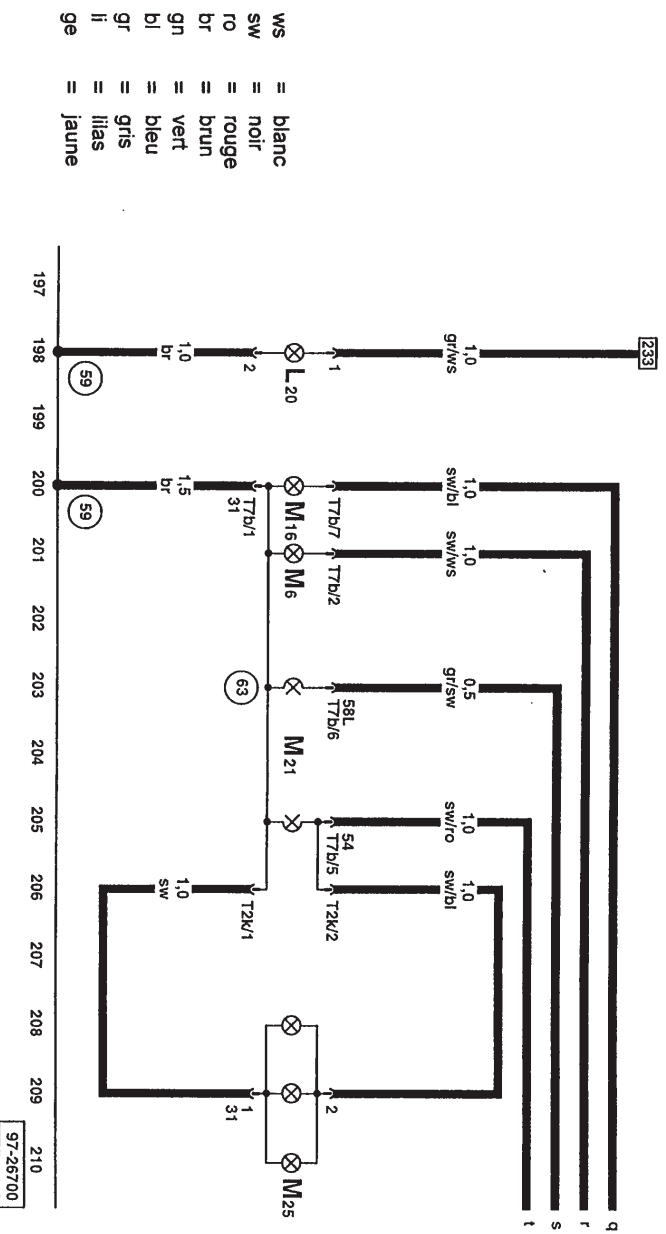 ws = blanc
sw = noir
ro = rouge
br = brun
gn = vert
bl = bleu
gr = gris
li = lilas
ge = jaune
233
1,0
gr/ws
1
L20
2
1,0
br
59
q
r
s
t
1,0
sw/bl
T7b/7
M16
T7b/1
31
1,5
br
59
1,0
sw/ws
T7b/2
M6
0,5
gr/sw
58L
T7b/6
63
M21
1,0
sw/ro
54
T7b/5
1,0
sw/bl
T2k/2
T2k/1
1,0
sw
2
1
31
M25
197 198 199 200 201 202 203 204 205 206 207 208 209 210
97-26700